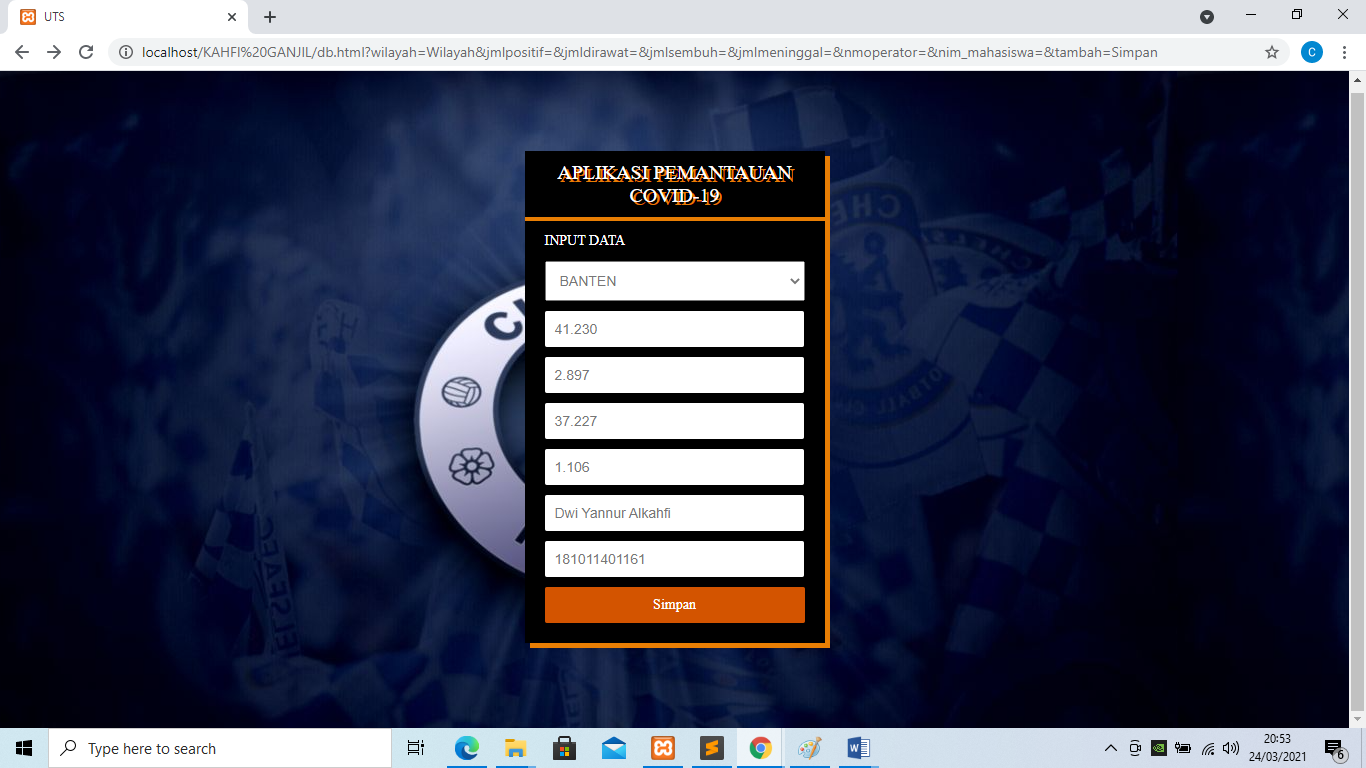 UTS
localhost/KAHFI%20GANJIL/db.html?wilayah=Wilayah&jmlpositif=&jmldirawat=&jmlsembuh=&jmlmeninggal=&nmoperator=&nim_mahasiswa=&tambah=Simpan
C
APLIKASI PEMANTAUAN
COVID-19
INPUT DATA
BANTEN
41.230
2.897
37.227
1.106
Dwi Yannur Alkahfi
181011401161
Simpan
Type here to search
20:53
24/03/2021
6